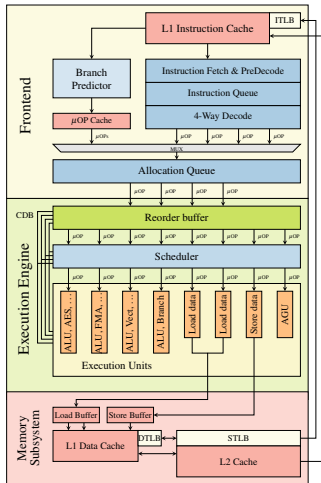 Frontend
L1 Instruction Cache
ITLB
Branch
Predictor
µOP Cache
Instruction Fetch & PreDecode
Instruction Queue
4-Way Decode
µOPs
µOP
µOP
µOP
µOP
MUX
Allocation Queue
µOP
µOP
µOP
µOP
Execution Engine
CDB
Reorder buffer
µOP
µOP
µOP
µOP
µOP
µOP
µOP
µOP
Scheduler
µOP
µOP
µOP
µOP
µOP
µOP
µOP
µOP
ALU, AES, …
ALU, FMA, …
ALU, Vect, …
ALU, Branch
Load data
Load data
Store data
AGU
Execution Units
Memory
Subsystem
Load Buffer
Store Buffer
L1 Data Cache
DTLB
STLB
L2 Cache